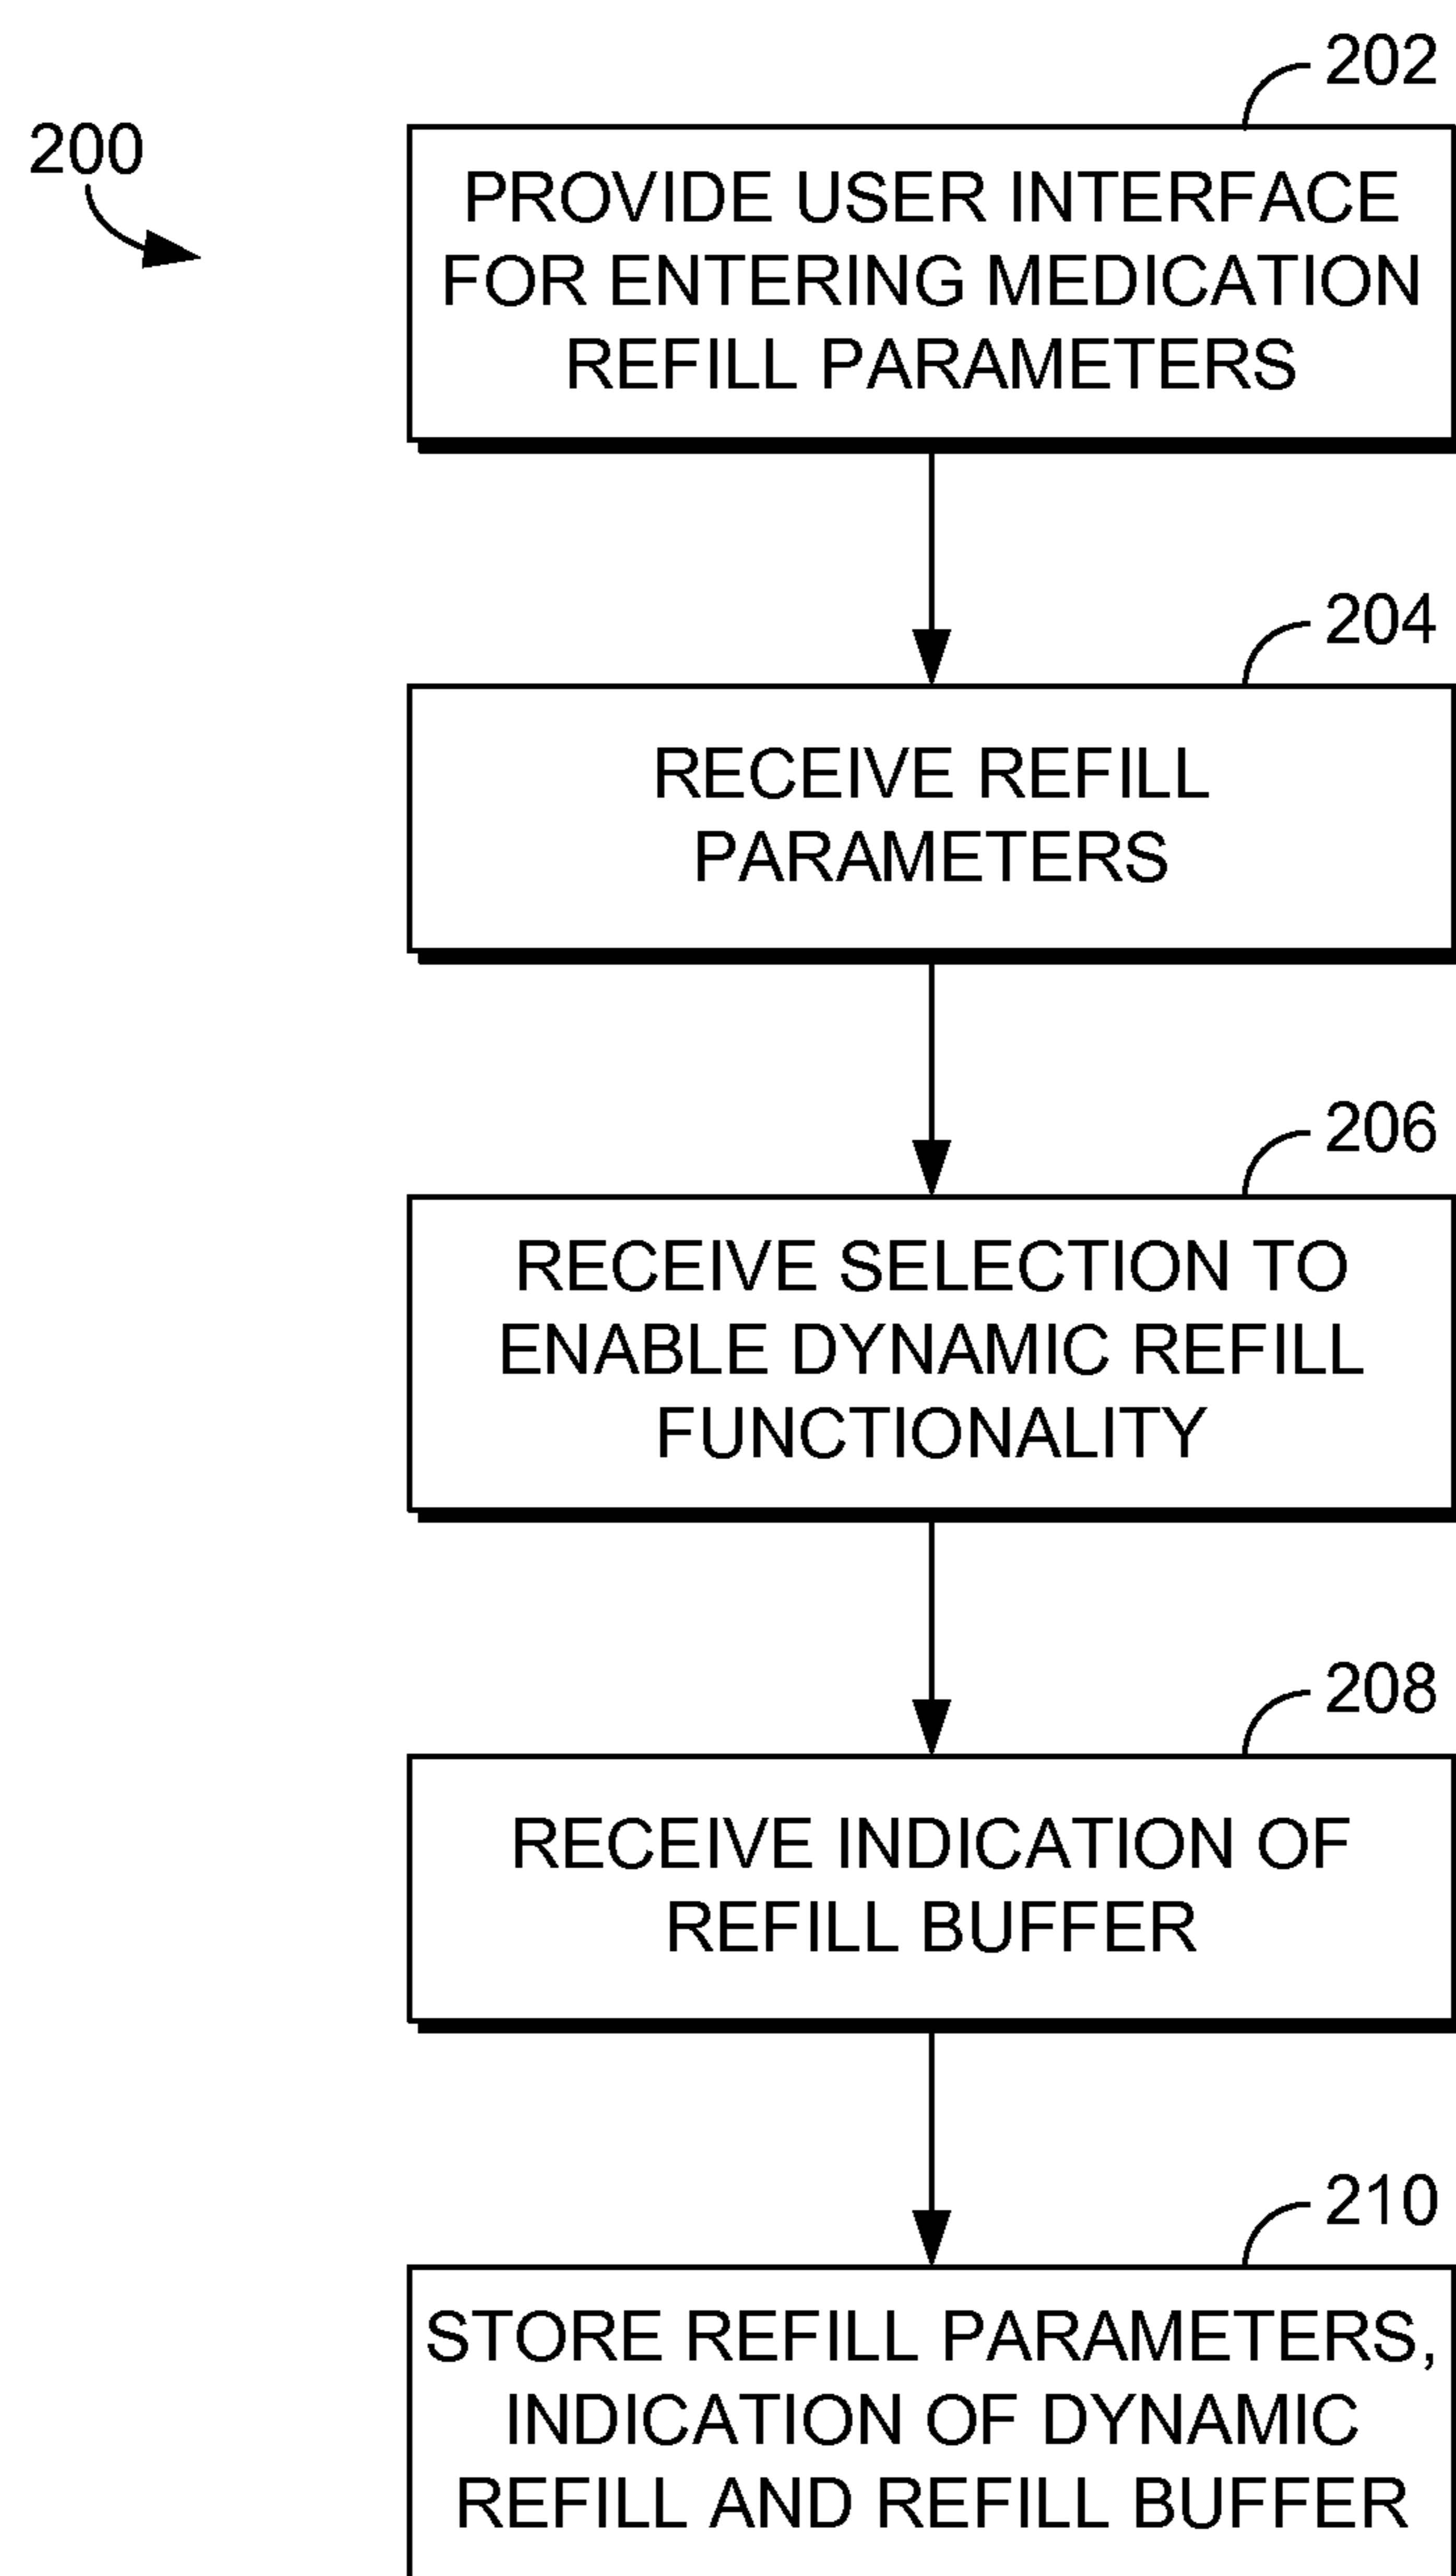 202
200
PROVIDE USER INTERFACE
FOR ENTERING MEDICATION
REFILL PARAMETERS
204
RECEIVE REFILL
PARAMETERS
206
RECEIVE SELECTION TO
ENABLE DYNAMIC REFILL
FUNCTIONALITY
208
RECEIVE INDICATION OF
REFILL BUFFER
210
STORE REFILL PARAMETERS,
INDICATION OF DYNAMIC
REFILL AND REFILL BUFFER